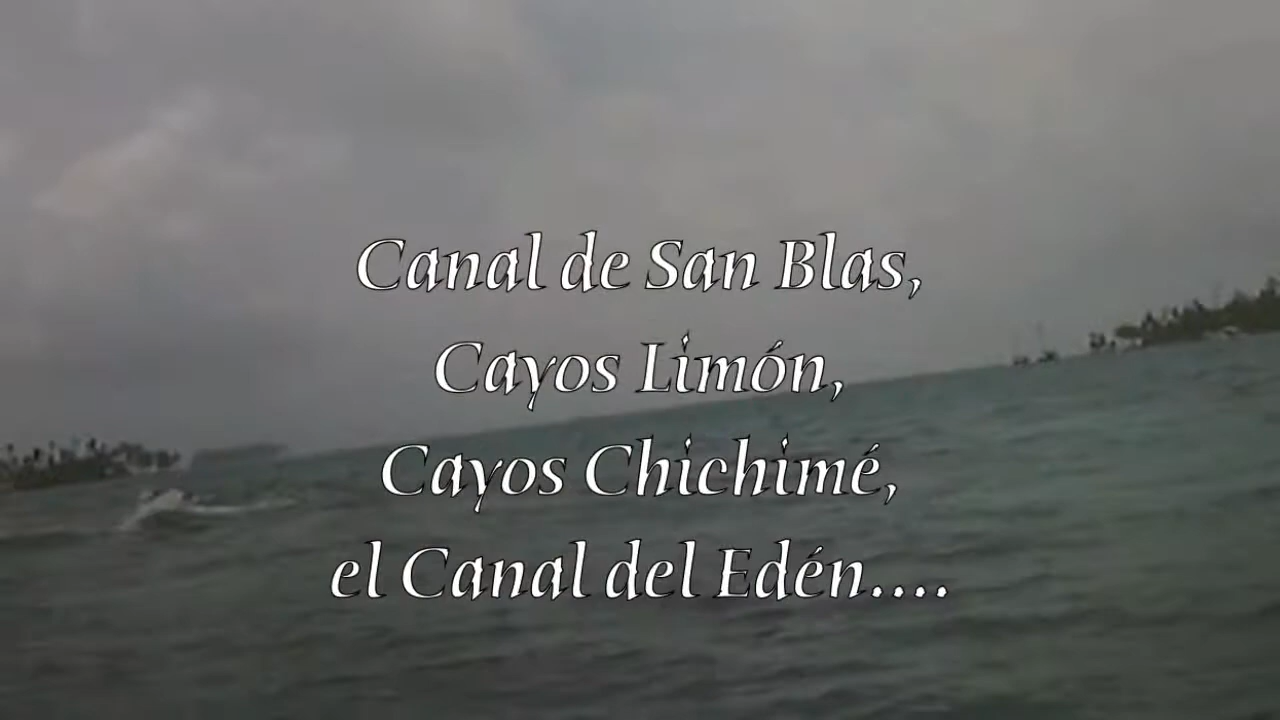 Canal de San Blas,
Cayos Limón,
Cayos Chichimé,
el Canal del Edén....